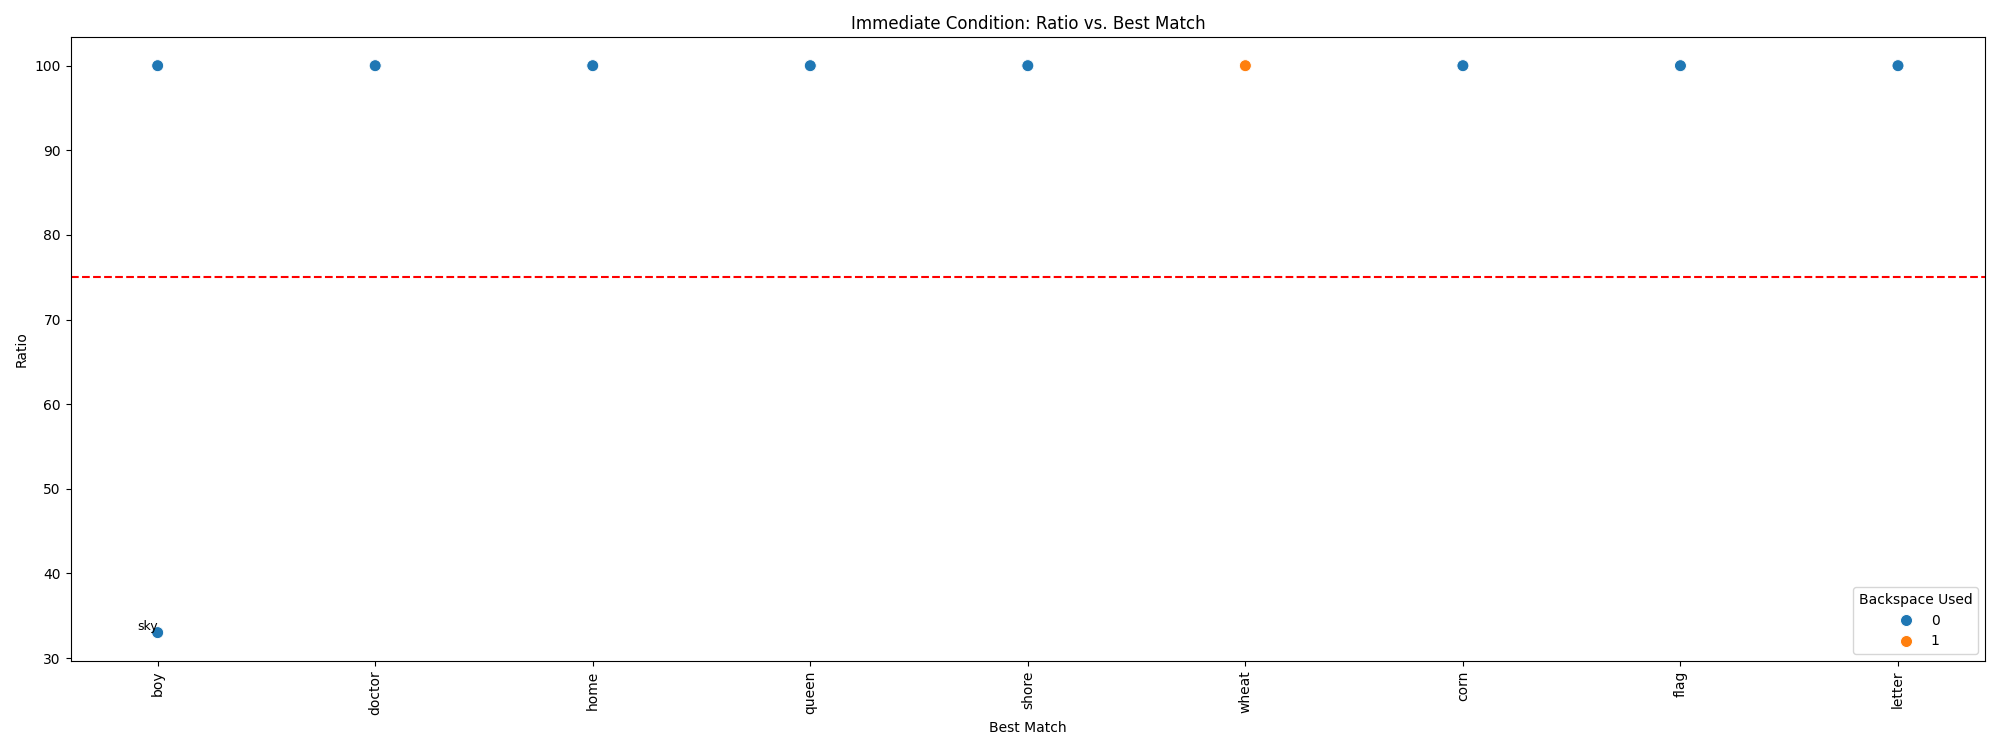 Immediate Condition: Ratio vs. Best Match
Ratio
100
90
80
70
60
50
40
30
sky
Backspace Used
0
1
boy
doctor
home
queen
shore
wheat
corn
flag
letter
Best Match